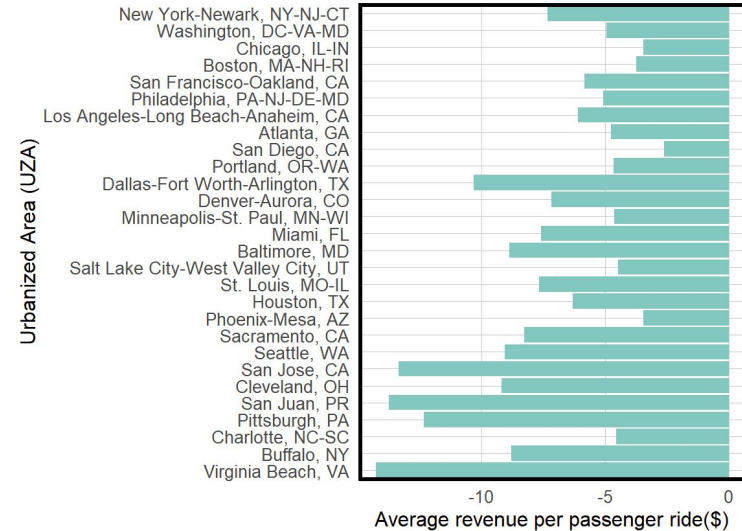 New York-Newark, NY-NJ-CT
Washington, DC-VA-MD
Chicago, IL-IN
Boston, MA-NH-RI
San Francisco-Oakland, CA
Philadelphia, PA-NJ-DE-MD
Los Angeles-Long Beach-Anaheim, CA
Atlanta, GA
San Diego, CA
Portland, OR-WA
Dallas-Fort Worth-Arlington, TX
Denver-Aurora, CO
Minneapolis-St. Paul, MN-WI
Miami, FL
Baltimore, MD
Salt Lake City-West Valley City, UT
St. Louis, MO-IL
Houston, TX
Phoenix-Mesa, AZ
Sacramento, CA
Seattle, WA
San Jose, CA
Cleveland, OH
San Juan, PR
Pittsburgh, PA
Charlotte, NC-SC
Buffalo, NY
Virginia Beach, VA
Urbanized Area (UZA)
-10 -5 0
Average revenue per passenger ride($)